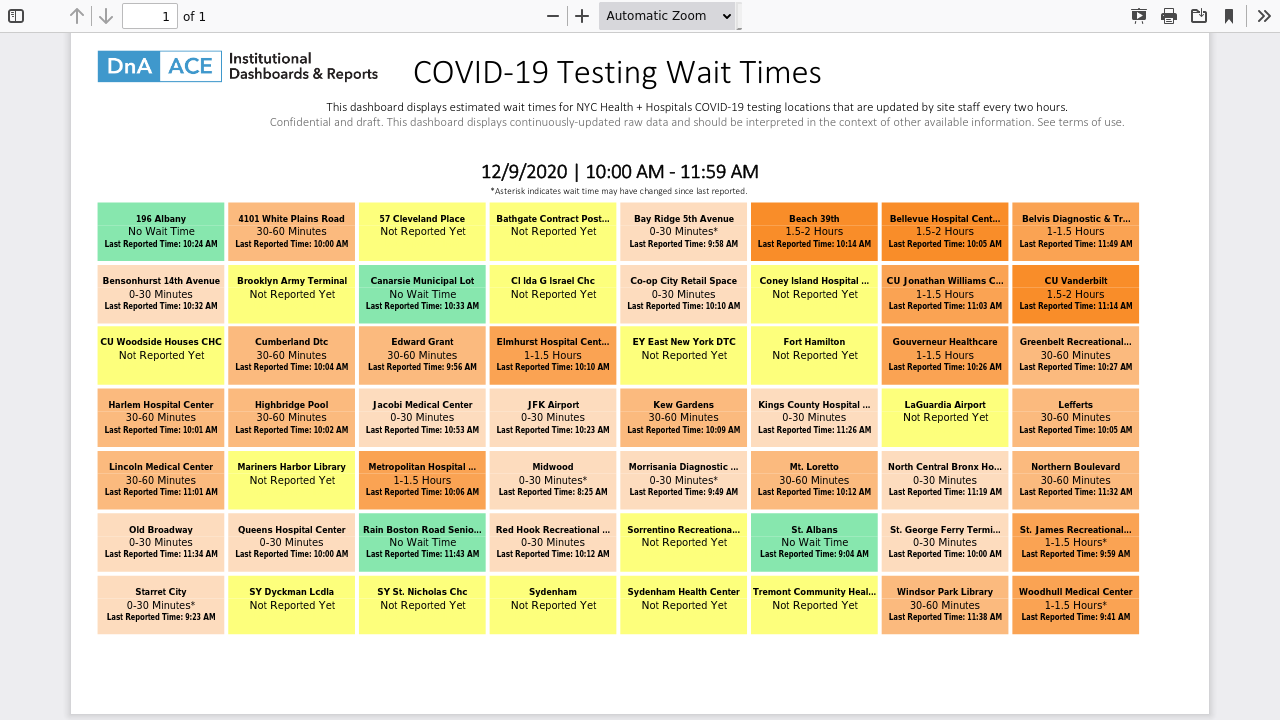 1 of 1
Automatic Zoom
DnA ACE Institutional Dashboards & Reports
COVID-19 Testing Wait Times
This dashboard displays estimated wait times for NYC Health + Hospitals COVID-19 testing locations that are updated by site staff every two hours.
Confidential and draft. This dashboard displays continuously-updated raw data and should be interpreted in the context of other available information. See terms of use.
12/9/2020 | 10:00 AM - 11:59 AM
*Asterisk indicates wait time may have changed since last reported.
196 Albany
No Wait Time
Last Reported Time: 10:24 AM
4101 White Plains Road
30-60 Minutes
Last Reported Time: 10:00 AM
57 Cleveland Place
Not Reported Yet
Bathgate Contract Post...
Not Reported Yet
Bay Ridge 5th Avenue
0-30 Minutes*
Last Reported Time: 9:58 AM
Beach 39th
1.5-2 Hours
Last Reported Time: 10:14 AM
Bellevue Hospital Cent...
1.5-2 Hours
Last Reported Time: 10:05 AM
Belvis Diagnostic & Tr...
1-1.5 Hours
Last Reported Time: 11:49 AM
Bensonhurst 14th Avenue
0-30 Minutes
Last Reported Time: 10:32 AM
Brooklyn Army Terminal
Not Reported Yet
Canarsie Municipal Lot
No Wait Time
Last Reported Time: 10:33 AM
CI Ida G Israel Chc
Not Reported Yet
Co-op City Retail Space
0-30 Minutes
Last Reported Time: 10:10 AM
Coney Island Hospital ...
Not Reported Yet
CU Jonathan Williams C...
1-1.5 Hours
Last Reported Time: 11:03 AM
CU Vanderbilt
1.5-2 Hours
Last Reported Time: 11:14 AM
CU Woodside Houses CHC
Not Reported Yet
Cumberland Dtc
30-60 Minutes
Last Reported Time: 10:04 AM
Edward Grant
30-60 Minutes
Last Reported Time: 9:56 AM
Elmhurst Hospital Cent...
1-1.5 Hours
Last Reported Time: 10:10 AM
EY East New York DTC
Not Reported Yet
Fort Hamilton
Not Reported Yet
Gouverneur Healthcare
1-1.5 Hours
Last Reported Time: 10:26 AM
Greenbelt Recreational...
30-60 Minutes
Last Reported Time: 10:27 AM
Harlem Hospital Center
30-60 Minutes
Last Reported Time: 10:01 AM
Highbridge Pool
30-60 Minutes
Last Reported Time: 10:02 AM
Jacobi Medical Center
0-30 Minutes
Last Reported Time: 10:53 AM
JFK Airport
0-30 Minutes
Last Reported Time: 10:23 AM
Kew Gardens
30-60 Minutes
Last Reported Time: 10:09 AM
Kings County Hospital ...
0-30 Minutes
Last Reported Time: 11:26 AM
LaGuardia Airport
Not Reported Yet
Lefferts
30-60 Minutes
Last Reported Time: 10:05 AM
Lincoln Medical Center
30-60 Minutes
Last Reported Time: 11:01 AM
Mariners Harbor Library
Not Reported Yet
Metropolitan Hospital ...
1-1.5 Hours
Last Reported Time: 10:06 AM
Midwood
0-30 Minutes*
Last Reported Time: 8:25 AM
Morrisania Diagnostic ...
0-30 Minutes*
Last Reported Time: 9:49 AM
Mt. Loretto
30-60 Minutes
Last Reported Time: 10:12 AM
North Central Bronx Ho...
0-30 Minutes
Last Reported Time: 11:19 AM
Northern Boulevard
30-60 Minutes
Last Reported Time: 11:32 AM
Old Broadway
0-30 Minutes
Last Reported Time: 11:34 AM
Queens Hospital Center
0-30 Minutes
Last Reported Time: 10:00 AM
Rain Boston Road Senio...
No Wait Time
Last Reported Time: 11:43 AM
Red Hook Recreational ...
0-30 Minutes
Last Reported Time: 10:12 AM
Sorrentino Recreationa...
Not Reported Yet
St. Albans
No Wait Time
Last Reported Time: 9:04 AM
St. George Ferry Termi...
0-30 Minutes
Last Reported Time: 10:00 AM
St. James Recreational...
1-1.5 Hours*
Last Reported Time: 9:59 AM
Starret City
0-30 Minutes*
Last Reported Time: 9:23 AM
SY Dyckman Lcdla
Not Reported Yet
SY St. Nicholas Chc
Not Reported Yet
Sydenham
Not Reported Yet
Sydenham Health Center
Not Reported Yet
Tremont Community Heal...
Not Reported Yet
Windsor Park Library
30-60 Minutes
Last Reported Time: 11:38 AM
Woodhull Medical Center
1-1.5 Hours*
Last Reported Time: 9:41 AM